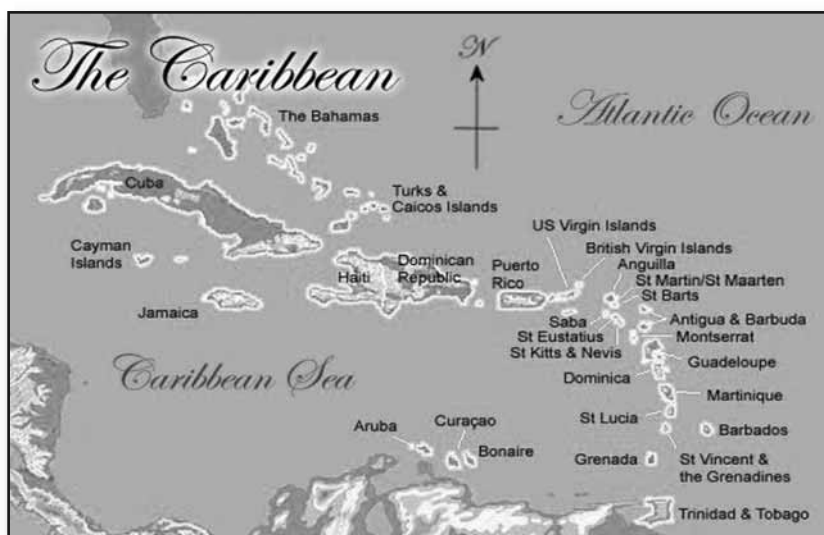 The Caribbean
N
Atlantic Ocean
The Bahamas
Cuba
Turks &
Caicos Islands
US Virgin Islands
British Virgin Islands
Cayman
Islands
Anguilla
Dominican
Republic
Haiti
Puerto
Rico
St Martin/St Maarten
St Barts
Jamaica
Saba
Antigua & Barbuda
St Eustatius
Montserrat
St Kitts & Nevis
Guadeloupe
Caribbean Sea
Dominica
Martinique
St Lucia
Barbados
Aruba
Curaçao
Bonaire
Grenada
St Vincent &
the Grenadines
Trinidad & Tobago